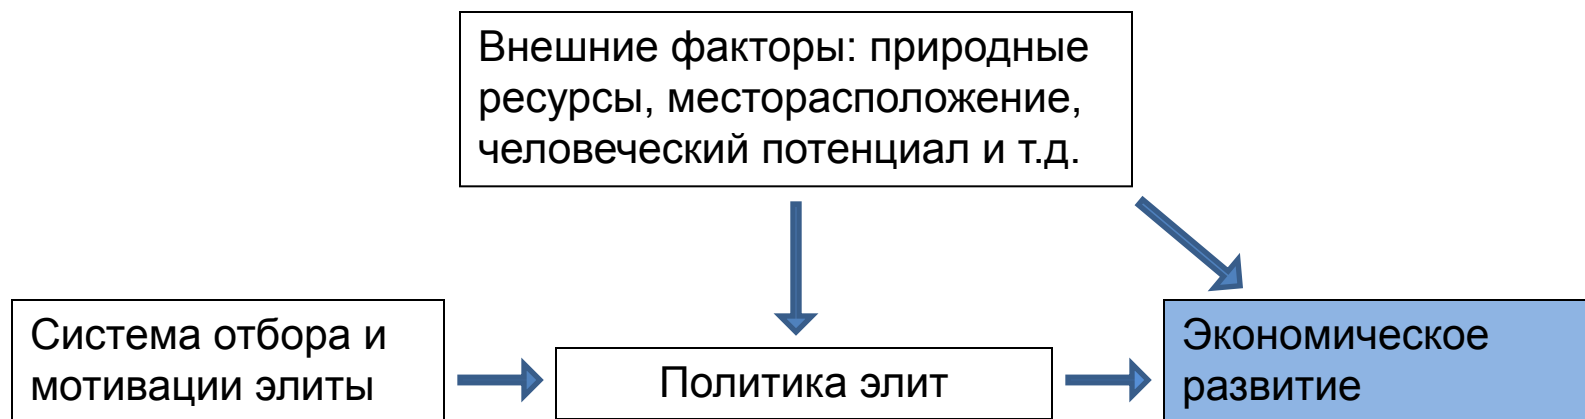 Внешние факторы: природные
ресурсы, месторасположение,
человеческий потенциал и т.д.
Система отбора и
мотивации элиты
Политика элит
Экономическое
развитие